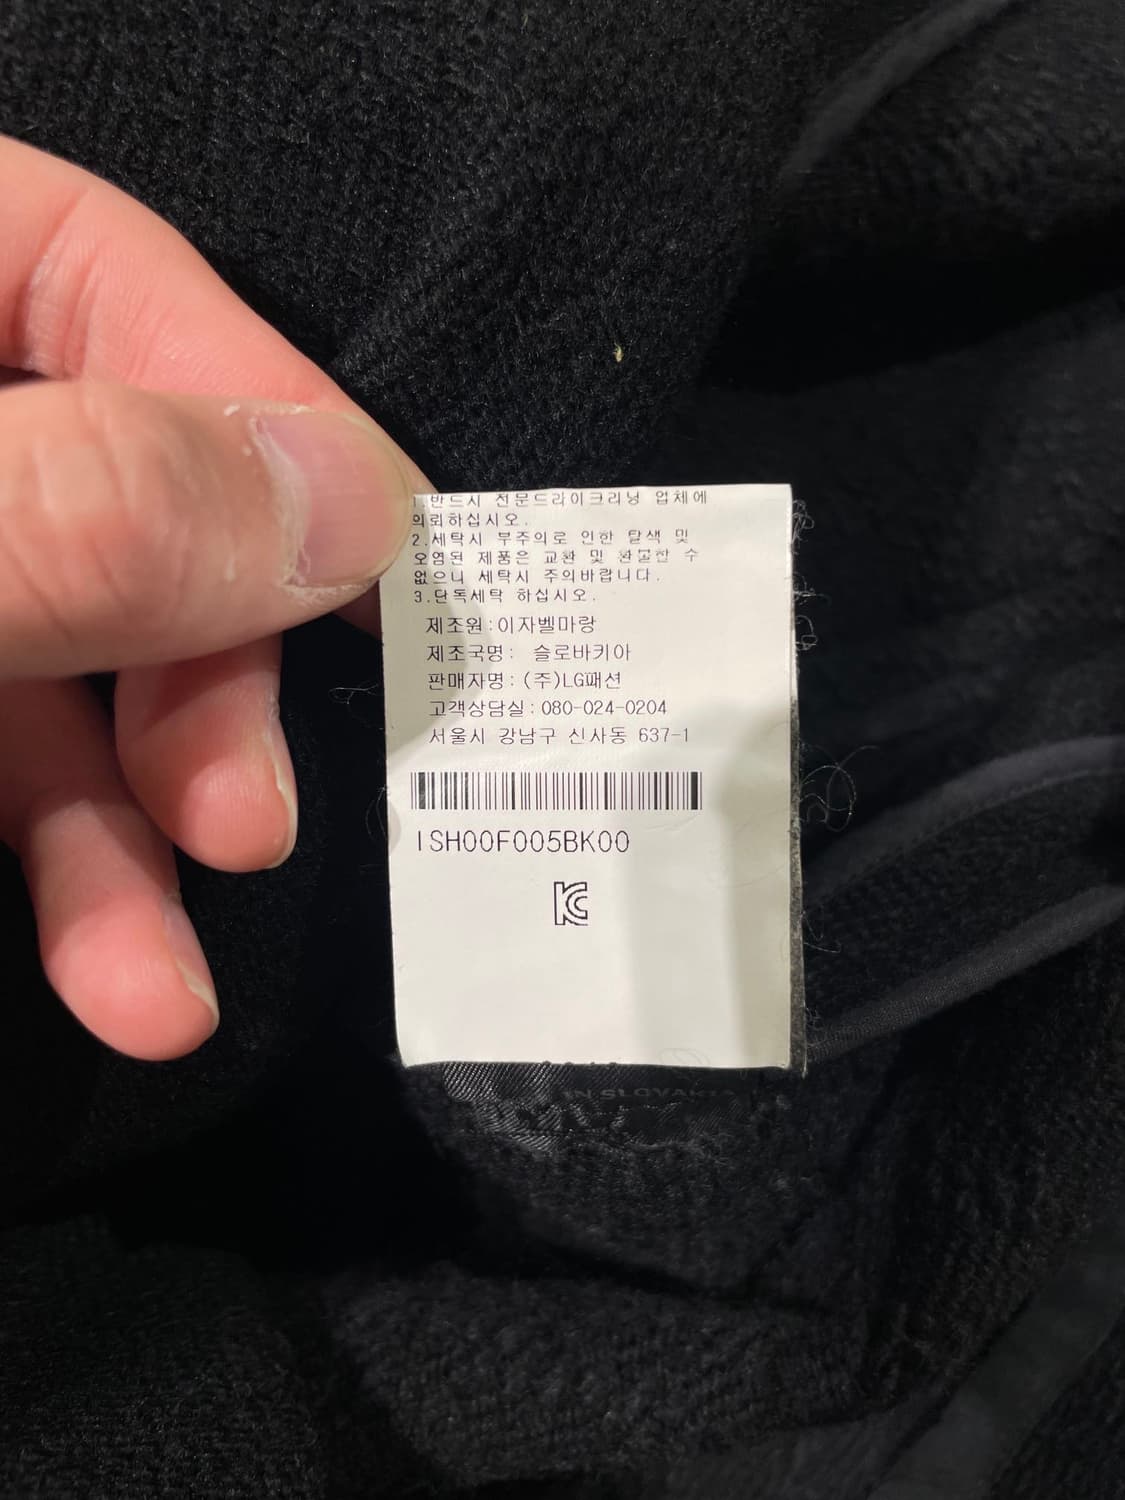 1.반드시 전문드라이크리닝 업체에
의뢰하십시오.
2.세탁시 부주의로 인한 탈색 및
오염된 제품은 교환 및 환불한 수
없으니 세탁시 주의바랍니다.
3.단독세탁 하십시오.
제조원:이자벨마랑
제조국명: 슬로바키아
판매자명:(주)LG패션
고객상담실:080-024-0204
서울시 강남구 신사동 637-1
ISH00F005BK00
KC
IN SLOVAKIA